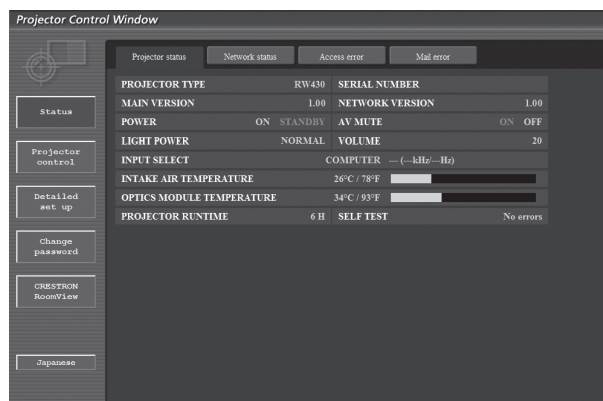 Projector Control Window
Projector status Network status Access error Mail error
PROJECTOR TYPE RW430 SERIAL NUMBER
MAIN VERSION 1.00 NETWORK VERSION 1.00
POWER ON STANDBY AV MUTE ON OFF
LIGHT POWER NORMAL VOLUME 20
INPUT SELECT COMPUTER --- (---kHz/---Hz)
INTAKE AIR TEMPERATURE 26°C / 78°F
OPTICS MODULE TEMPERATURE 34°C / 93°F
PROJECTOR RUNTIME 6 H SELF TEST No errors
Status
Projector
control
Detailed
set up
Change
password
CRESTRON
RoomView
Japanese